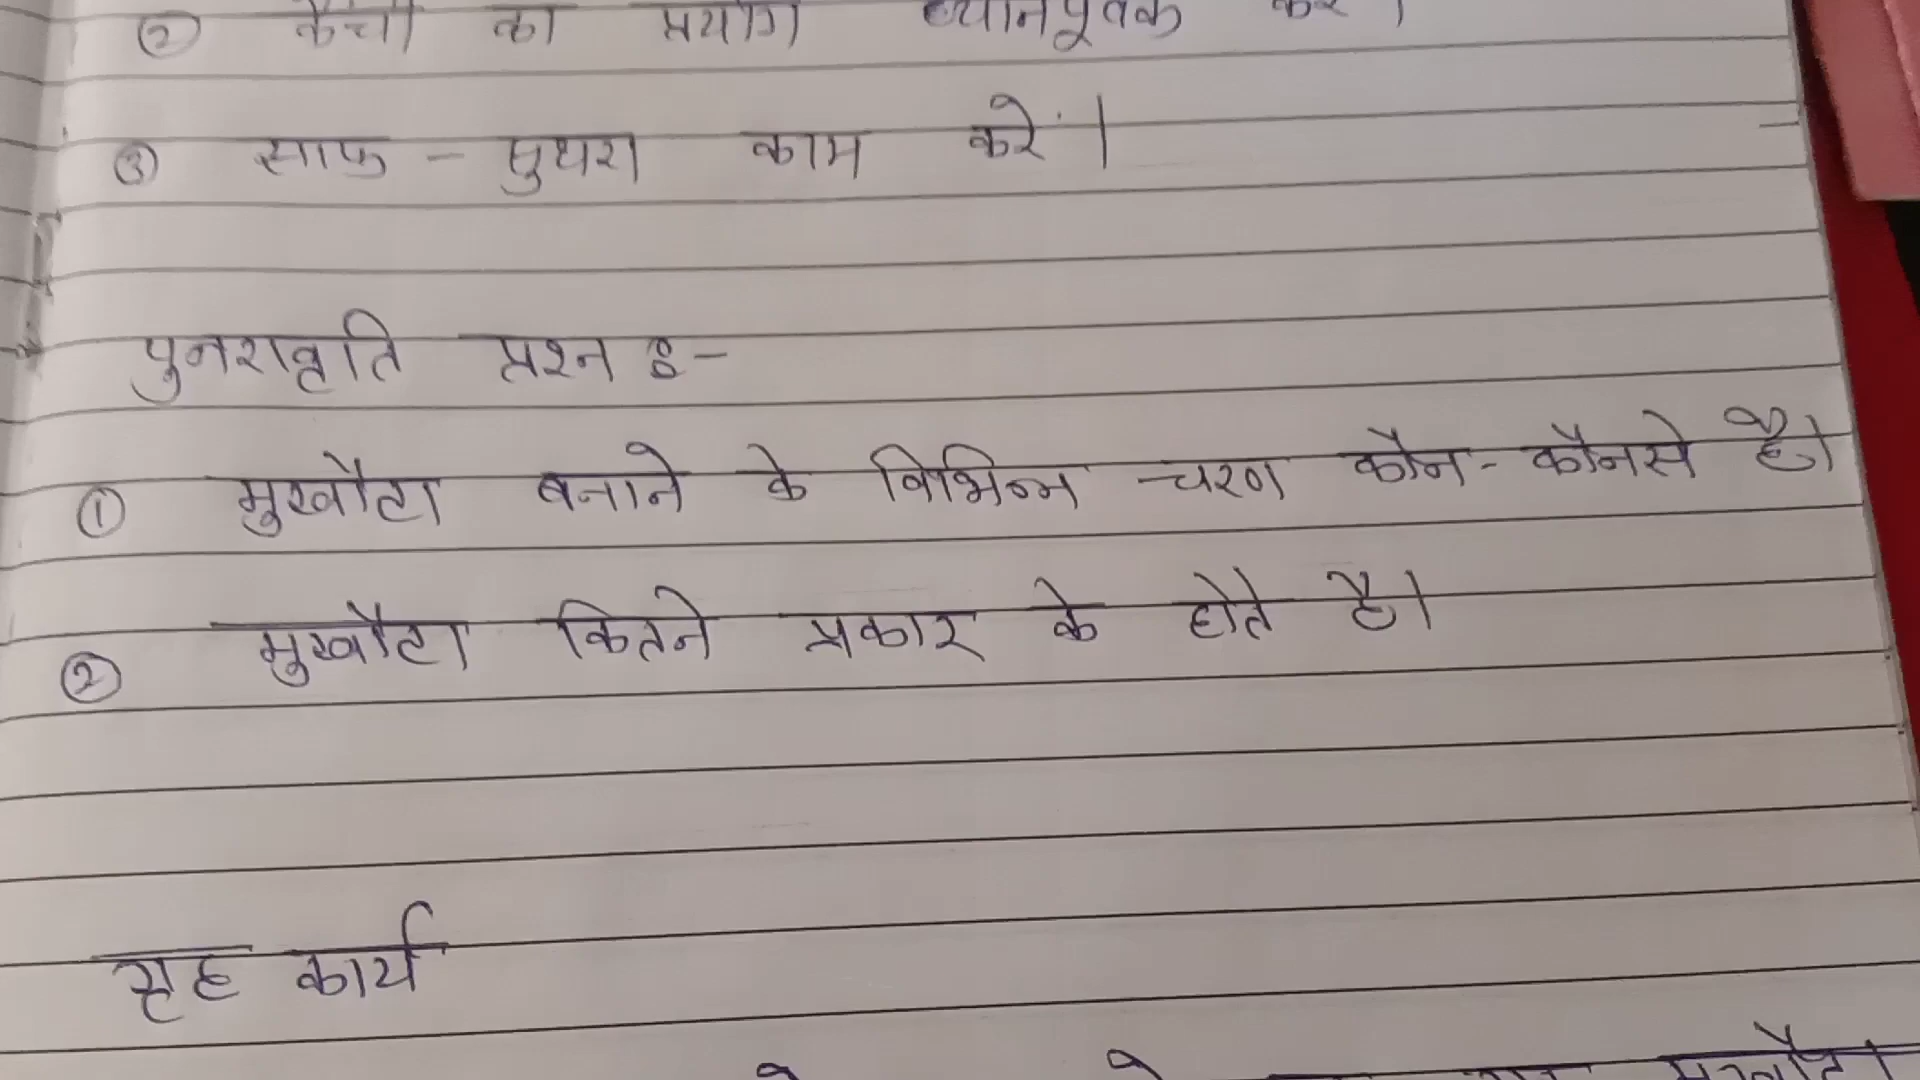 ② कैंची का प्रयोग ध्यानपूर्वक करें ।
③ साफ - सुथरा काम करें ।
पुनरावृति प्रश्न :-
① मुखौटा बनाने के विभिन्न चरण कौन - कौनसे है।
② मुखौटा कितने प्रकार के होते है।
गृह कार्य
मुखौटा